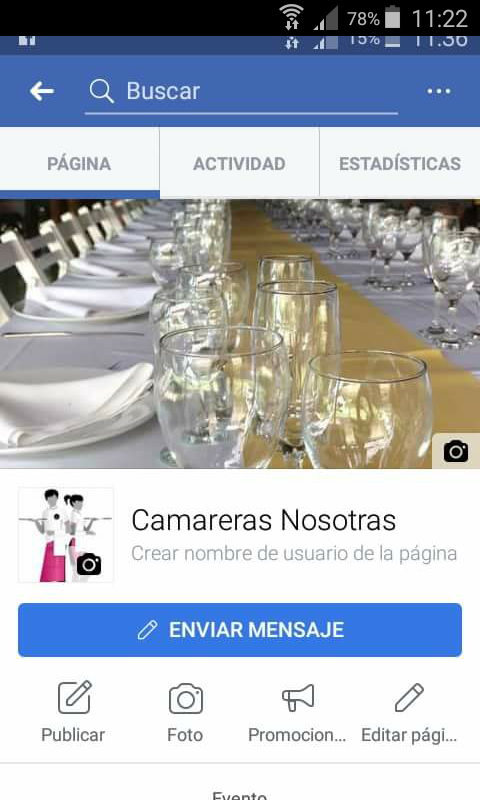 78% 11:22
15% 11:36
Buscar
PÁGINA ACTIVIDAD ESTADÍSTICAS
Camareras Nosotras
Crear nombre de usuario de la página
ENVIAR MENSAJE
Publicar Foto Promocion... Editar pági...
Evento